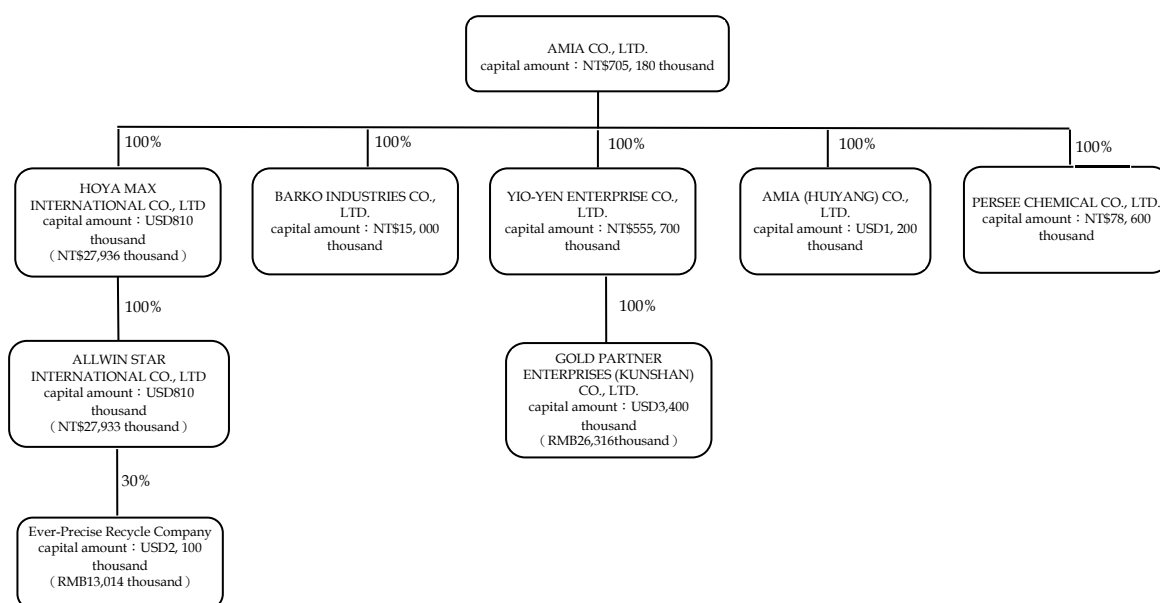 AMIA CO., LTD.
capital amount：NT$705, 180 thousand
100%
100%
100%
100%
100%
HOYA MAX
INTERNATIONAL CO., LTD
capital amount：USD810
thousand
（NT$27,936 thousand）
BARKO INDUSTRIES CO.,
LTD.
capital amount：NT$15, 000
thousand
YIO-YEN ENTERPRISE CO.,
LTD.
capital amount：NT$555, 700
thousand
AMIA (HUIYANG) CO.,
LTD.
capital amount：USD1, 200
thousand
PERSEE CHEMICAL CO., LTD.
capital amount：NT$78, 600
thousand
100%
100%
ALLWIN STAR
INTERNATIONAL CO., LTD
capital amount：USD810
thousand
（NT$27,933 thousand）
GOLD PARTNER
ENTERPRISES (KUNSHAN)
CO., LTD.
capital amount：USD3,400
thousand
（RMB26,316thousand）
30%
Ever-Precise Recycle Company
capital amount：USD2, 100
thousand
（RMB13,014 thousand）